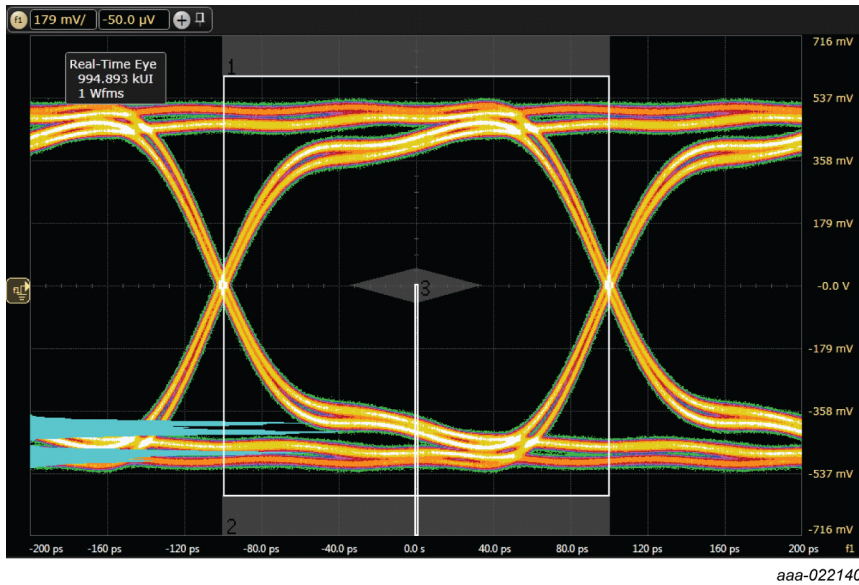 f1 179 mV/ -50.0 µV +
716 mV
1
Real-Time Eye
994.893 kUI
1 Wfms
537 mV
358 mV
179 mV
3
-0.0 V
-179 mV
-358 mV
-537 mV
2
-716 mV
-200 ps -160 ps -120 ps -80.0 ps -40.0 ps 0.0 s 40.0 ps 80.0 ps 120 ps 160 ps 200 ps f1
aaa-022140